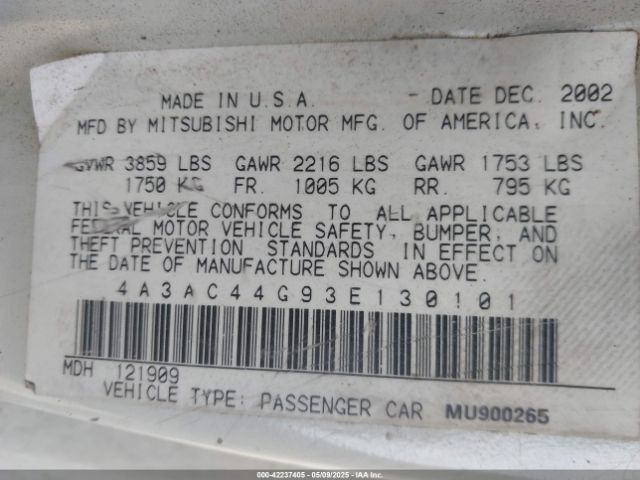 MADE IN U.S.A. - DATE DEC. 2002
MFD BY MITSUBISHI MOTOR MFG. OF AMERICA, INC.
GVWR 3859 LBS GAWR 2216 LBS GAWR 1753 LBS
1750 KG FR. 1005 KG RR. 795 KG
THIS VEHICLE CONFORMS TO ALL APPLICABLE
FEDERAL MOTOR VEHICLE SAFETY, BUMPER, AND
THEFT PREVENTION STANDARDS IN EFFECT ON
THE DATE OF MANUFACTURE SHOWN ABOVE.
4A3AC44G93E130101
MDH 121909
VEHICLE TYPE: PASSENGER CAR MU900265
000-42237405 - 05/09/2025 - IAA.com